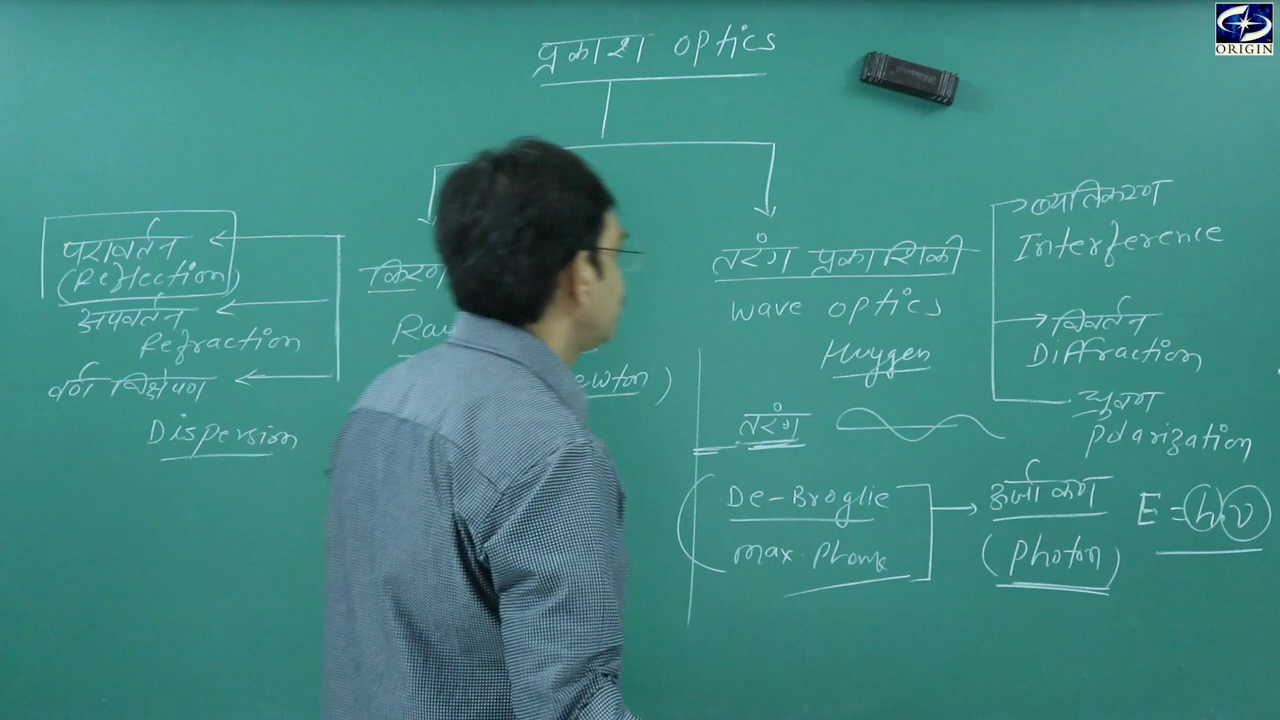 प्रकाश optics
परावर्तन
(Reflection)
अपवर्तन
Refraction
वर्ण विक्षेपण
Dispersion
किरण
तरंग प्रकाशिकी
wave optics
Huygen
तरंग
De-Broglie
max. Plank
ऊर्जा कण
(photon)
E = hν
व्यतिकरण
Interference
विवर्तन
Diffraction
ध्रुवण
polarization
ORIGIN